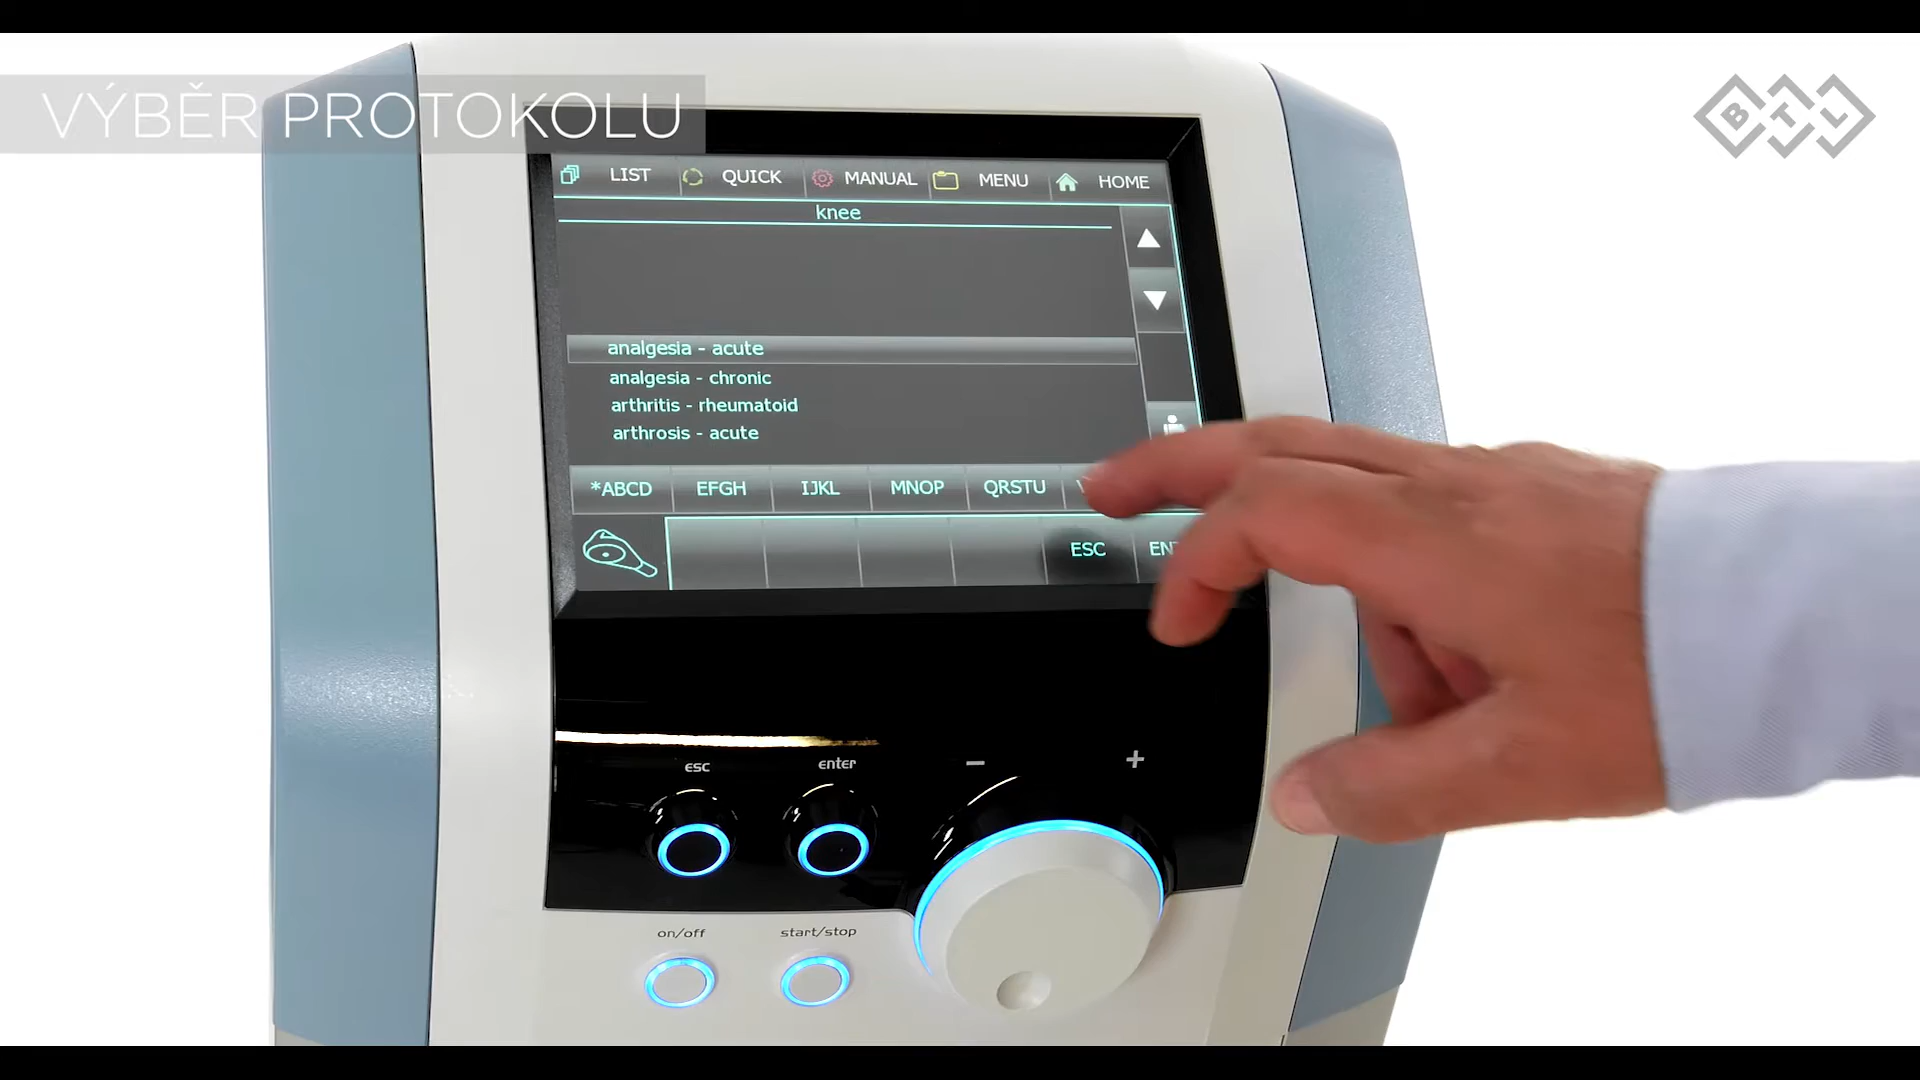 VÝBĚR PROTOKOLU
BTL
LIST QUICK MANUAL MENU HOME
knee
analgesia - acute
analgesia - chronic
arthritis - rheumatoid
arthrosis - acute
*ABCD EFGH IJKL MNOP QRSTU
ESC
esc enter - +
on/off start/stop